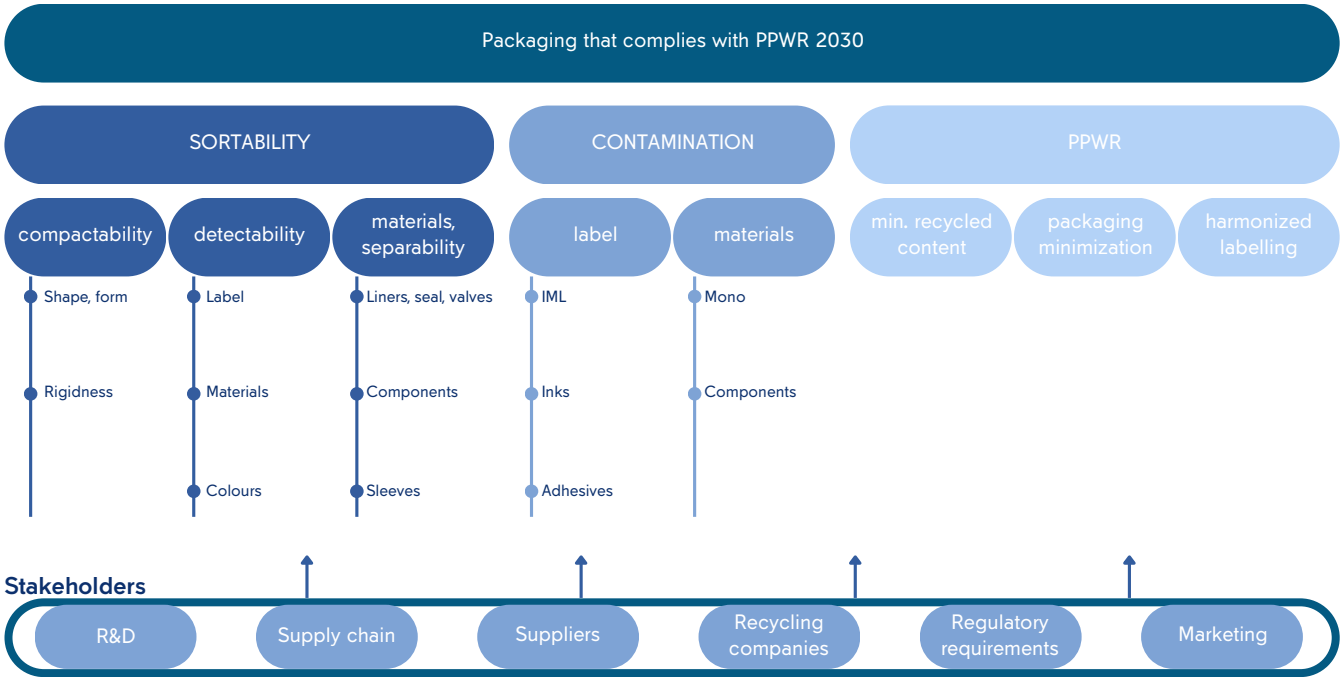 Packaging that complies with PPWR 2030
SORTABILITY
CONTAMINATION
PPWR
compactability
detectability
materials,
separability
label
materials
min. recycled
content
packaging
minimization
harmonized
labelling
Shape, form
Rigidness
Label
Materials
Colours
Liners, seal, valves
Components
Sleeves
IML
Inks
Adhesives
Mono
Components
Stakeholders
R&D
Supply chain
Suppliers
Recycling
companies
Regulatory
requirements
Marketing